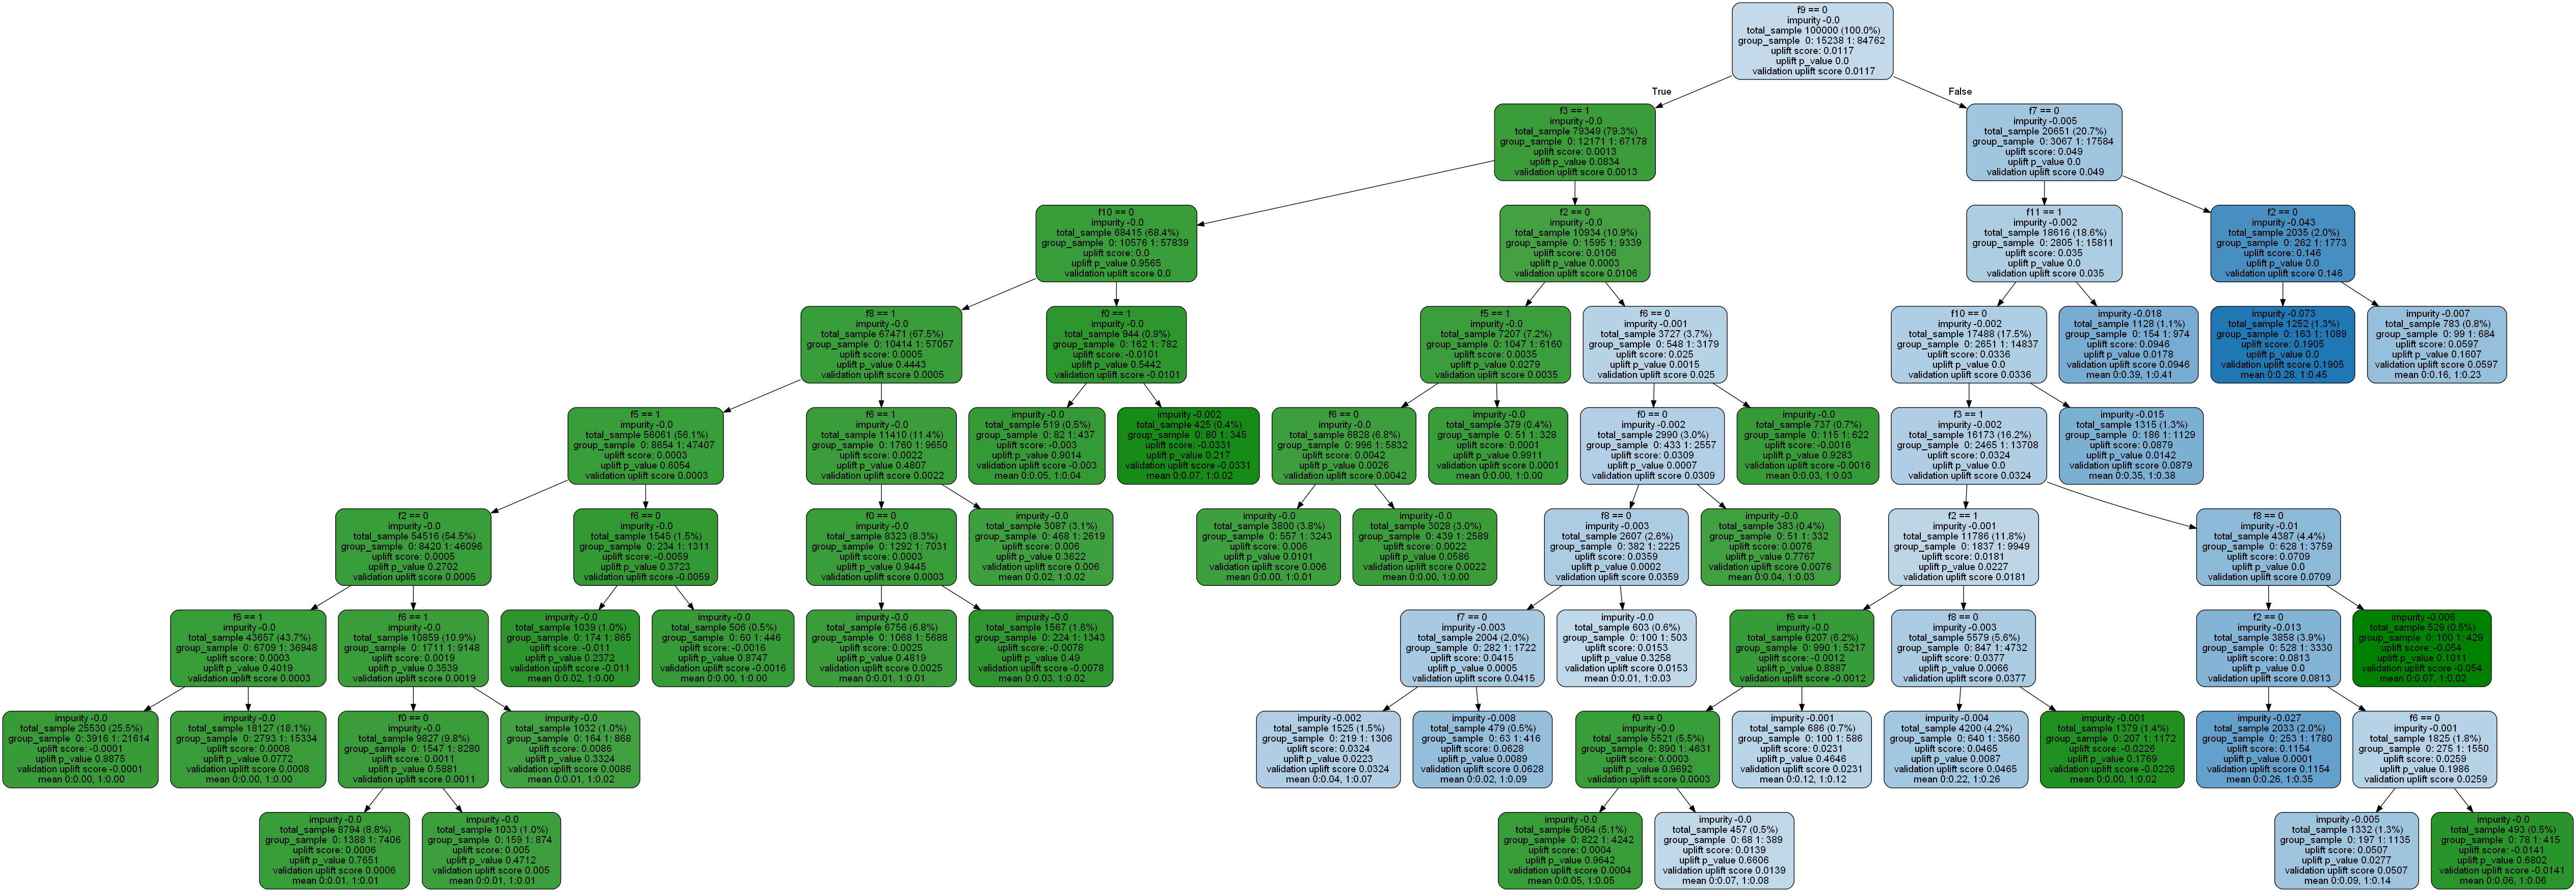 f9 == 0
impurity -0.0
total_sample 100000 (100.0%)
group_sample 0: 15238 1: 84762
uplift score: 0.0117
uplift p_value 0.0
validation uplift score 0.0117
True
False
f3 == 1
impurity -0.0
total_sample 79349 (79.3%)
group_sample 0: 12171 1: 67178
uplift score: 0.0013
uplift p_value 0.0834
validation uplift score 0.0013
f7 == 0
impurity -0.005
total_sample 20651 (20.7%)
group_sample 0: 3067 1: 17584
uplift score: 0.049
uplift p_value 0.0
validation uplift score 0.049
f10 == 0
impurity -0.0
total_sample 68415 (68.4%)
group_sample 0: 10576 1: 57839
uplift score: 0.0
uplift p_value 0.9565
validation uplift score 0.0
f2 == 0
impurity -0.0
total_sample 10934 (10.9%)
group_sample 0: 1595 1: 9339
uplift score: 0.0106
uplift p_value 0.0003
validation uplift score 0.0106
f11 == 1
impurity -0.002
total_sample 18616 (18.6%)
group_sample 0: 2805 1: 15811
uplift score: 0.035
uplift p_value 0.0
validation uplift score 0.035
f2 == 0
impurity -0.043
total_sample 2035 (2.0%)
group_sample 0: 262 1: 1773
uplift score: 0.146
uplift p_value 0.0
validation uplift score 0.146
f8 == 1
impurity -0.0
total_sample 67471 (67.5%)
group_sample 0: 10414 1: 57057
uplift score: 0.0005
uplift p_value 0.4443
validation uplift score 0.0005
f0 == 1
impurity -0.0
total_sample 944 (0.9%)
group_sample 0: 162 1: 782
uplift score: -0.0101
uplift p_value 0.5442
validation uplift score -0.0101
f5 == 1
impurity -0.0
total_sample 7207 (7.2%)
group_sample 0: 1047 1: 6160
uplift score: 0.0035
uplift p_value 0.0279
validation uplift score 0.0035
f6 == 0
impurity -0.001
total_sample 3727 (3.7%)
group_sample 0: 548 1: 3179
uplift score: 0.025
uplift p_value 0.0015
validation uplift score 0.025
f10 == 0
impurity -0.002
total_sample 17488 (17.5%)
group_sample 0: 2651 1: 14837
uplift score: 0.0336
uplift p_value 0.0
validation uplift score 0.0336
impurity -0.018
total_sample 1128 (1.1%)
group_sample 0: 154 1: 974
uplift score: 0.0946
uplift p_value 0.0178
validation uplift score 0.0946
mean 0:0.39, 1:0.41
impurity -0.073
total_sample 1252 (1.3%)
group_sample 0: 163 1: 1089
uplift score: 0.1905
uplift p_value 0.0
validation uplift score 0.1905
mean 0:0.28, 1:0.45
impurity -0.007
total_sample 783 (0.8%)
group_sample 0: 99 1: 684
uplift score: 0.0597
uplift p_value 0.1607
validation uplift score 0.0597
mean 0:0.16, 1:0.23
f5 == 1
impurity -0.0
total_sample 56061 (56.1%)
group_sample 0: 8654 1: 47407
uplift score: 0.0003
uplift p_value 0.6054
validation uplift score 0.0003
f6 == 1
impurity -0.0
total_sample 11410 (11.4%)
group_sample 0: 1760 1: 9650
uplift score: 0.0022
uplift p_value 0.4807
validation uplift score 0.0022
impurity -0.0
total_sample 519 (0.5%)
group_sample 0: 82 1: 437
uplift score: -0.003
uplift p_value 0.9014
validation uplift score -0.003
mean 0:0.05, 1:0.04
impurity -0.002
total_sample 425 (0.4%)
group_sample 0: 80 1: 345
uplift score: -0.0331
uplift p_value 0.217
validation uplift score -0.0331
mean 0:0.07, 1:0.02
f6 == 0
impurity -0.0
total_sample 6828 (6.8%)
group_sample 0: 996 1: 5832
uplift score: 0.0042
uplift p_value 0.0026
validation uplift score 0.0042
impurity -0.0
total_sample 379 (0.4%)
group_sample 0: 51 1: 328
uplift score: 0.0001
uplift p_value 0.9911
validation uplift score 0.0001
mean 0:0.00, 1:0.00
f0 == 0
impurity -0.002
total_sample 2990 (3.0%)
group_sample 0: 433 1: 2557
uplift score: 0.0309
uplift p_value 0.0007
validation uplift score 0.0309
impurity -0.0
total_sample 737 (0.7%)
group_sample 0: 115 1: 622
uplift score: -0.0016
uplift p_value 0.9283
validation uplift score -0.0016
mean 0:0.03, 1:0.03
f3 == 1
impurity -0.002
total_sample 16173 (16.2%)
group_sample 0: 2465 1: 13708
uplift score: 0.0324
uplift p_value 0.0
validation uplift score 0.0324
impurity -0.015
total_sample 1315 (1.3%)
group_sample 0: 186 1: 1129
uplift score: 0.0879
uplift p_value 0.0142
validation uplift score 0.0879
mean 0:0.35, 1:0.38
f2 == 0
impurity -0.0
total_sample 54516 (54.5%)
group_sample 0: 8420 1: 46096
uplift score: 0.0005
uplift p_value 0.2702
validation uplift score 0.0005
f6 == 0
impurity -0.0
total_sample 1545 (1.5%)
group_sample 0: 234 1: 1311
uplift score: -0.0059
uplift p_value 0.3723
validation uplift score -0.0059
f0 == 0
impurity -0.0
total_sample 8323 (8.3%)
group_sample 0: 1292 1: 7031
uplift score: 0.0003
uplift p_value 0.9445
validation uplift score 0.0003
impurity -0.0
total_sample 3087 (3.1%)
group_sample 0: 468 1: 2619
uplift score: 0.006
uplift p_value 0.3622
validation uplift score 0.006
mean 0:0.02, 1:0.02
impurity -0.0
total_sample 3800 (3.8%)
group_sample 0: 557 1: 3243
uplift score: 0.006
uplift p_value 0.0101
validation uplift score 0.006
mean 0:0.00, 1:0.01
impurity -0.0
total_sample 3028 (3.0%)
group_sample 0: 439 1: 2589
uplift score: 0.0022
uplift p_value 0.0586
validation uplift score 0.0022
mean 0:0.00, 1:0.00
f8 == 0
impurity -0.003
total_sample 2607 (2.6%)
group_sample 0: 382 1: 2225
uplift score: 0.0359
uplift p_value 0.0002
validation uplift score 0.0359
impurity -0.0
total_sample 383 (0.4%)
group_sample 0: 51 1: 332
uplift score: 0.0076
uplift p_value 0.7767
validation uplift score 0.0076
mean 0:0.04, 1:0.03
f2 == 1
impurity -0.001
total_sample 11786 (11.8%)
group_sample 0: 1837 1: 9949
uplift score: 0.0181
uplift p_value 0.0227
validation uplift score 0.0181
f8 == 0
impurity -0.01
total_sample 4387 (4.4%)
group_sample 0: 628 1: 3759
uplift score: 0.0709
uplift p_value 0.0
validation uplift score 0.0709
f6 == 1
impurity -0.0
total_sample 43657 (43.7%)
group_sample 0: 6709 1: 36948
uplift score: 0.0003
uplift p_value 0.4019
validation uplift score 0.0003
f6 == 1
impurity -0.0
total_sample 10859 (10.9%)
group_sample 0: 1711 1: 9148
uplift score: 0.0019
uplift p_value 0.3539
validation uplift score 0.0019
impurity -0.0
total_sample 1039 (1.0%)
group_sample 0: 174 1: 865
uplift score: -0.011
uplift p_value 0.2372
validation uplift score -0.011
mean 0:0.02, 1:0.00
impurity -0.0
total_sample 506 (0.5%)
group_sample 0: 60 1: 446
uplift score: -0.0016
uplift p_value 0.8747
validation uplift score -0.0016
mean 0:0.00, 1:0.00
impurity -0.0
total_sample 6756 (6.8%)
group_sample 0: 1068 1: 5688
uplift score: 0.0025
uplift p_value 0.4819
validation uplift score 0.0025
mean 0:0.01, 1:0.01
impurity -0.0
total_sample 1567 (1.6%)
group_sample 0: 224 1: 1343
uplift score: -0.0078
uplift p_value 0.49
validation uplift score -0.0078
mean 0:0.03, 1:0.02
f7 == 0
impurity -0.003
total_sample 2004 (2.0%)
group_sample 0: 282 1: 1722
uplift score: 0.0415
uplift p_value 0.0005
validation uplift score 0.0415
impurity -0.0
total_sample 603 (0.6%)
group_sample 0: 100 1: 503
uplift score: 0.0153
uplift p_value 0.3258
validation uplift score 0.0153
mean 0:0.01, 1:0.03
f6 == 1
impurity -0.0
total_sample 6207 (6.2%)
group_sample 0: 990 1: 5217
uplift score: -0.0012
uplift p_value 0.8887
validation uplift score -0.0012
f8 == 0
impurity -0.003
total_sample 5579 (5.6%)
group_sample 0: 847 1: 4732
uplift score: 0.0377
uplift p_value 0.0066
validation uplift score 0.0377
f2 == 0
impurity -0.013
total_sample 3858 (3.9%)
group_sample 0: 528 1: 3330
uplift score: 0.0813
uplift p_value 0.0
validation uplift score 0.0813
impurity -0.006
total_sample 529 (0.5%)
group_sample 0: 100 1: 429
uplift score: -0.054
uplift p_value 0.1011
validation uplift score -0.054
mean 0:0.07, 1:0.02
impurity -0.0
total_sample 25530 (25.5%)
group_sample 0: 3916 1: 21614
uplift score: -0.0001
uplift p_value 0.8875
validation uplift score -0.0001
mean 0:0.00, 1:0.00
impurity -0.0
total_sample 18127 (18.1%)
group_sample 0: 2793 1: 15334
uplift score: 0.0008
uplift p_value 0.0772
validation uplift score 0.0008
mean 0:0.00, 1:0.00
f0 == 0
impurity -0.0
total_sample 9827 (9.8%)
group_sample 0: 1547 1: 8280
uplift score: 0.0011
uplift p_value 0.5881
validation uplift score 0.0011
impurity -0.0
total_sample 1032 (1.0%)
group_sample 0: 164 1: 868
uplift score: 0.0086
uplift p_value 0.3324
validation uplift score 0.0086
mean 0:0.01, 1:0.02
impurity -0.002
total_sample 1525 (1.5%)
group_sample 0: 219 1: 1306
uplift score: 0.0324
uplift p_value 0.0223
validation uplift score 0.0324
mean 0:0.04, 1:0.07
impurity -0.008
total_sample 479 (0.5%)
group_sample 0: 63 1: 416
uplift score: 0.0628
uplift p_value 0.0089
validation uplift score 0.0628
mean 0:0.02, 1:0.09
f0 == 0
impurity -0.0
total_sample 5521 (5.5%)
group_sample 0: 890 1: 4631
uplift score: 0.0003
uplift p_value 0.9692
validation uplift score 0.0003
impurity -0.001
total_sample 686 (0.7%)
group_sample 0: 100 1: 586
uplift score: 0.0231
uplift p_value 0.4646
validation uplift score 0.0231
mean 0:0.12, 1:0.12
impurity -0.004
total_sample 4200 (4.2%)
group_sample 0: 640 1: 3560
uplift score: 0.0465
uplift p_value 0.0087
validation uplift score 0.0465
mean 0:0.22, 1:0.26
impurity -0.001
total_sample 1379 (1.4%)
group_sample 0: 207 1: 1172
uplift score: -0.0226
uplift p_value 0.1769
validation uplift score -0.0226
mean 0:0.00, 1:0.02
impurity -0.027
total_sample 2033 (2.0%)
group_sample 0: 253 1: 1780
uplift score: 0.1154
uplift p_value 0.0001
validation uplift score 0.1154
mean 0:0.26, 1:0.35
f6 == 0
impurity -0.001
total_sample 1825 (1.8%)
group_sample 0: 275 1: 1550
uplift score: 0.0259
uplift p_value 0.1986
validation uplift score 0.0259
impurity -0.0
total_sample 8794 (8.8%)
group_sample 0: 1388 1: 7406
uplift score: 0.0006
uplift p_value 0.7651
validation uplift score 0.0006
mean 0:0.01, 1:0.01
impurity -0.0
total_sample 1033 (1.0%)
group_sample 0: 159 1: 874
uplift score: 0.005
uplift p_value 0.4712
validation uplift score 0.005
mean 0:0.01, 1:0.01
impurity -0.0
total_sample 5064 (5.1%)
group_sample 0: 822 1: 4242
uplift score: 0.0004
uplift p_value 0.9642
validation uplift score 0.0004
mean 0:0.05, 1:0.05
impurity -0.0
total_sample 457 (0.5%)
group_sample 0: 68 1: 389
uplift score: 0.0139
uplift p_value 0.6606
validation uplift score 0.0139
mean 0:0.07, 1:0.08
impurity -0.005
total_sample 1332 (1.3%)
group_sample 0: 197 1: 1135
uplift score: 0.0507
uplift p_value 0.0277
validation uplift score 0.0507
mean 0:0.09, 1:0.14
impurity -0.0
total_sample 493 (0.5%)
group_sample 0: 78 1: 415
uplift score: -0.0141
uplift p_value 0.6802
validation uplift score -0.0141
mean 0:0.06, 1:0.06